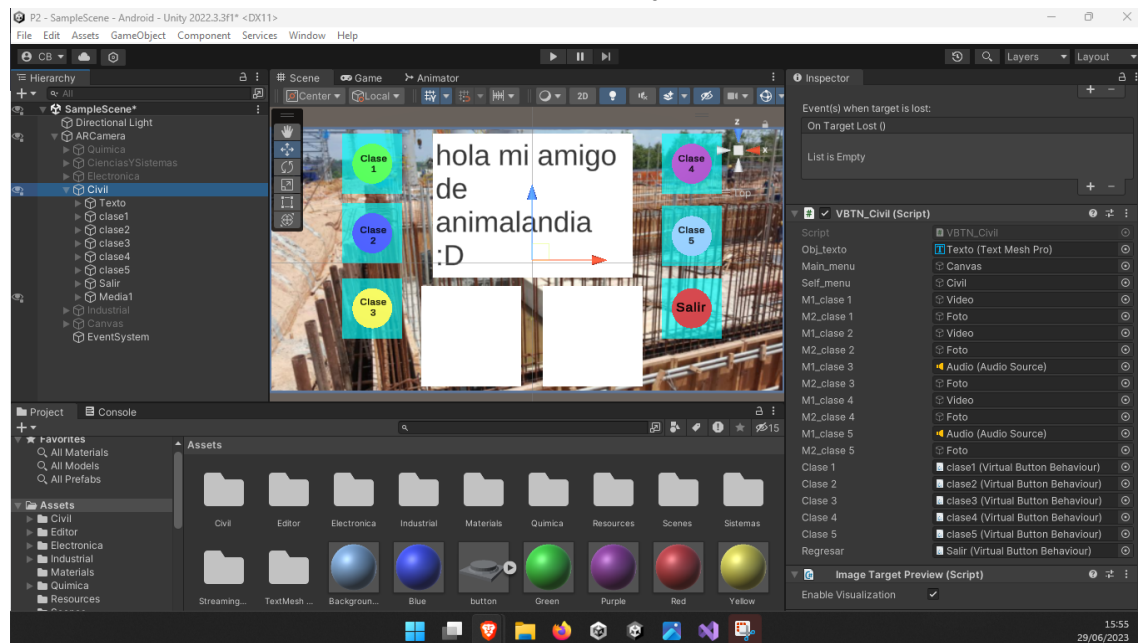 P2 - SampleScene - Android - Unity 2022.3.3f1* <DX11>
File Edit Assets GameObject Component Services Window Help
CB
Layers Layout
Hierarchy
All
SampleScene*
Directional Light
ARCamera
Quimica
CienciasYSistemas
Electronica
Civil
Texto
clase1
clase2
clase3
clase4
clase5
Salir
Media1
Industrial
Canvas
EventSystem
Scene Game Animator
Center Local 2D
Clase
1
Clase
2
Clase
3
hola mi amigo
de
animalandia
:D
Clase
4
Clase
5
Salir
z
x
Top
Inspector
Event(s) when target is lost:
On Target Lost ()
List is Empty
VBTN_Civil (Script)
Script VBTN_Civil
Obj_texto Texto (Text Mesh Pro)
Main_menu Canvas
Self_menu Civil
M1_clase 1 Video
M2_clase 1 Foto
M1_clase 2 Video
M2_clase 2 Foto
M1_clase 3 Audio (Audio Source)
M2_clase 3 Foto
M1_clase 4 Video
M2_clase 4 Foto
M1_clase 5 Audio (Audio Source)
M2_clase 5 Foto
Clase 1 clase1 (Virtual Button Behaviour)
Clase 2 clase2 (Virtual Button Behaviour)
Clase 3 clase3 (Virtual Button Behaviour)
Clase 4 clase4 (Virtual Button Behaviour)
Clase 5 clase5 (Virtual Button Behaviour)
Regresar Salir (Virtual Button Behaviour)
Image Target Preview (Script)
Enable Visualization
Project Console
15
Favorites
All Materials
All Models
All Prefabs
Assets
Civil
Editor
Electronica
Industrial
Materials
Quimica
Resources
Assets
Civil Editor Electronica Industrial Materials Quimica Resources Scenes Sistemas
Streaming... TextMesh ... Backgroun... Blue button Green Purple Red Yellow
15:55
29/06/2023